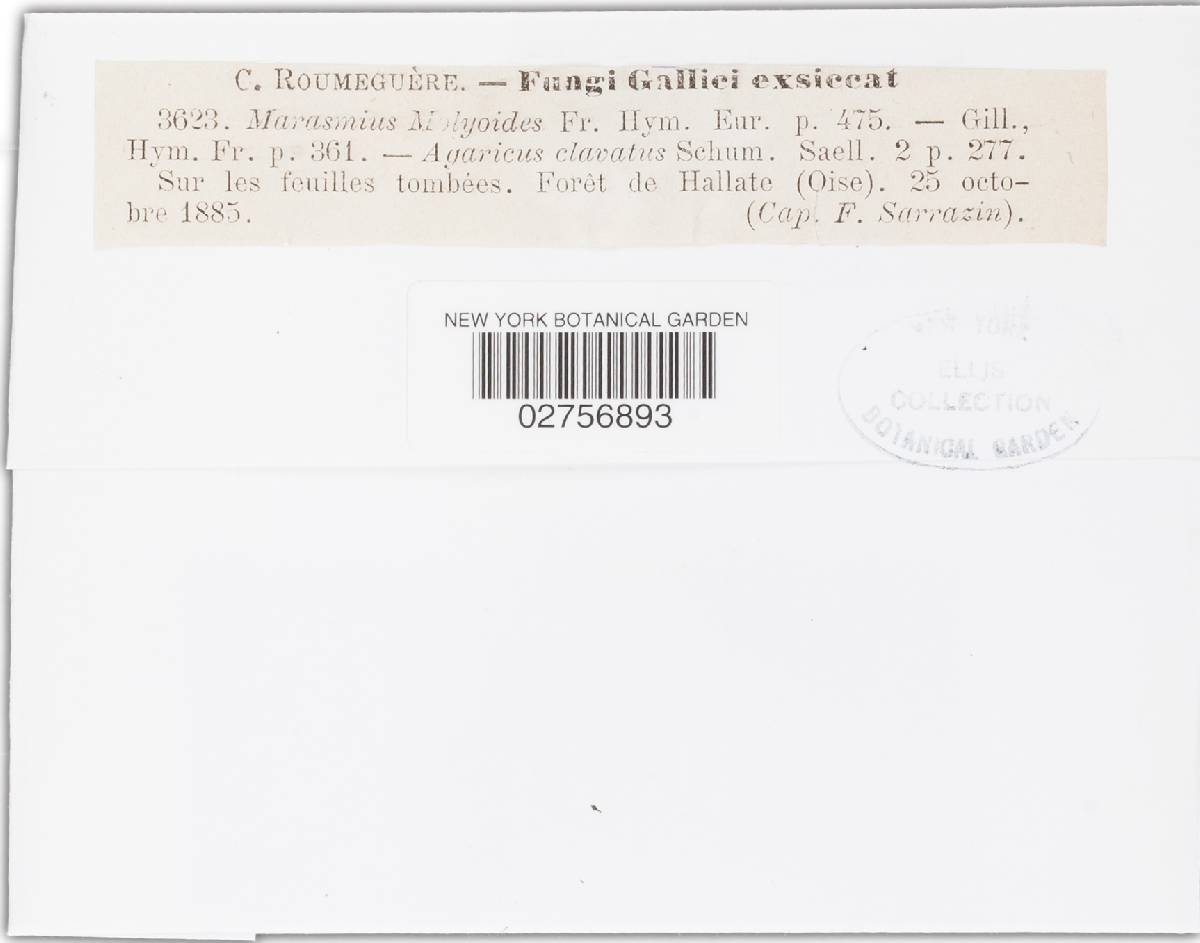 C. ROUMEGUÈRE. — Fungi Gallici exsiccat
3623. Marasmius Molyoides Fr. Hym. Eur. p. 475. — Gill.,
Hym. Fr. p. 361. — Agaricus clavatus Schum. Saell. 2 p. 277.
Sur les feuilles tombées. Forêt de Hallate (Oise). 25 octo-
bre 1885. (Cap. F. Sarrazin).
NEW YORK BOTANICAL GARDEN
02756893
NEW YORK
ELLIS
COLLECTION
BOTANICAL GARDEN